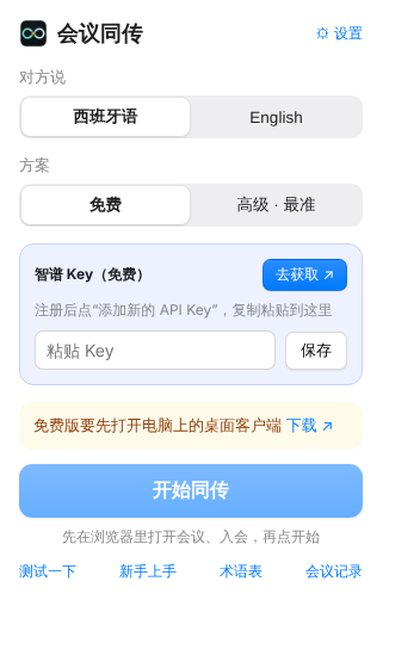 会议同传
设置
对方说
西班牙语
English
方案
免费
高级 · 最准
智谱 Key（免费）
去获取 ↗
注册后点“添加新的 API Key”，复制粘贴到这里
粘贴 Key
保存
免费版要先打开电脑上的桌面客户端 下载 ↗
开始同传
先在浏览器里打开会议、入会，再点开始
测试一下
新手上手
术语表
会议记录